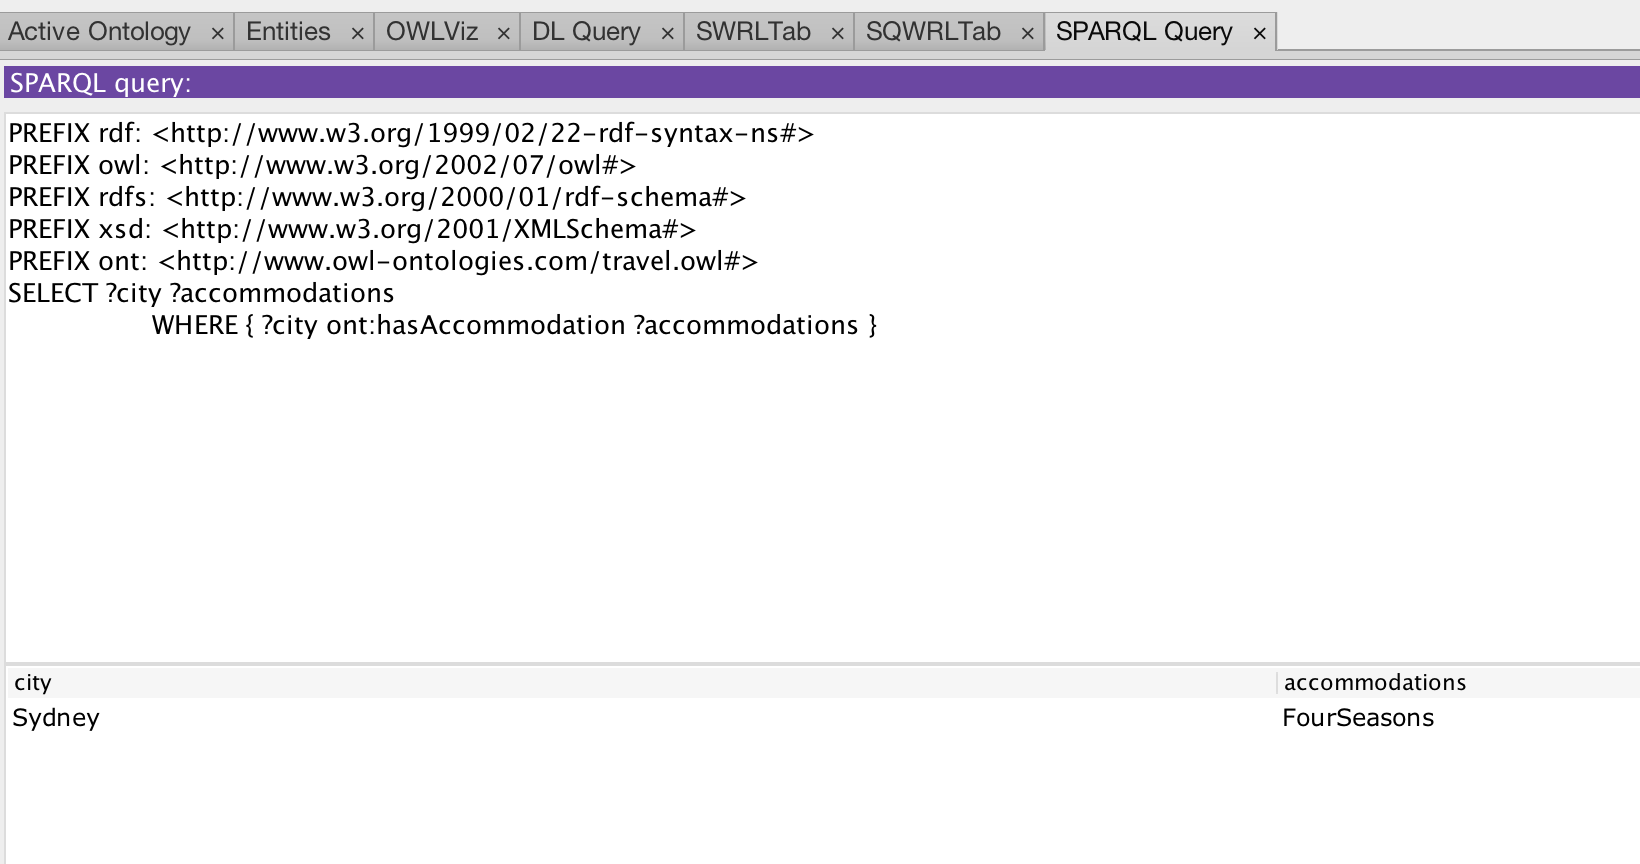 Active Ontology × Entities × OWLViz × DL Query × SWRLTab × SQWRLTab × SPARQL Query ×
SPARQL query:
PREFIX rdf: <http://www.w3.org/1999/02/22-rdf-syntax-ns#>
PREFIX owl: <http://www.w3.org/2002/07/owl#>
PREFIX rdfs: <http://www.w3.org/2000/01/rdf-schema#>
PREFIX xsd: <http://www.w3.org/2001/XMLSchema#>
PREFIX ont: <http://www.owl-ontologies.com/travel.owl#>
SELECT ?city ?accommodations
WHERE { ?city ont:hasAccommodation ?accommodations }
city accommodations
Sydney FourSeasons